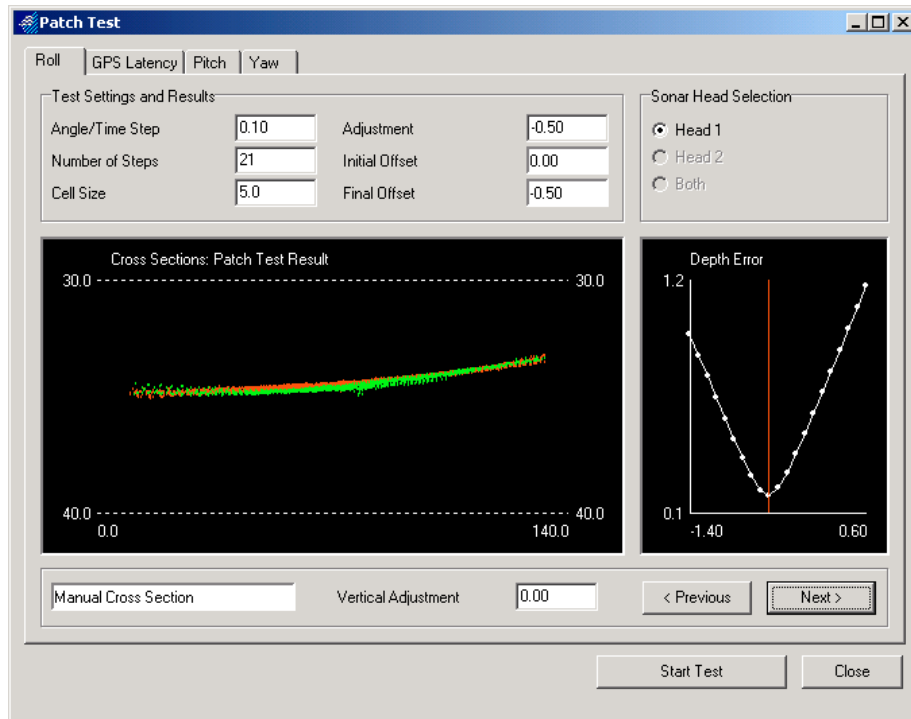 Patch Test
Roll GPS Latency Pitch Yaw
Test Settings and Results
Angle/Time Step 0.10 Adjustment -0.50
Number of Steps 21 Initial Offset 0.00
Cell Size 5.0 Final Offset -0.50
Sonar Head Selection
Head 1
Head 2
Both
Cross Sections: Patch Test Result
30.0 30.0
40.0 40.0
0.0 140.0
Depth Error
1.2
0.1
-1.40 0.60
Manual Cross Section Vertical Adjustment 0.00 < Previous Next >
Start Test Close